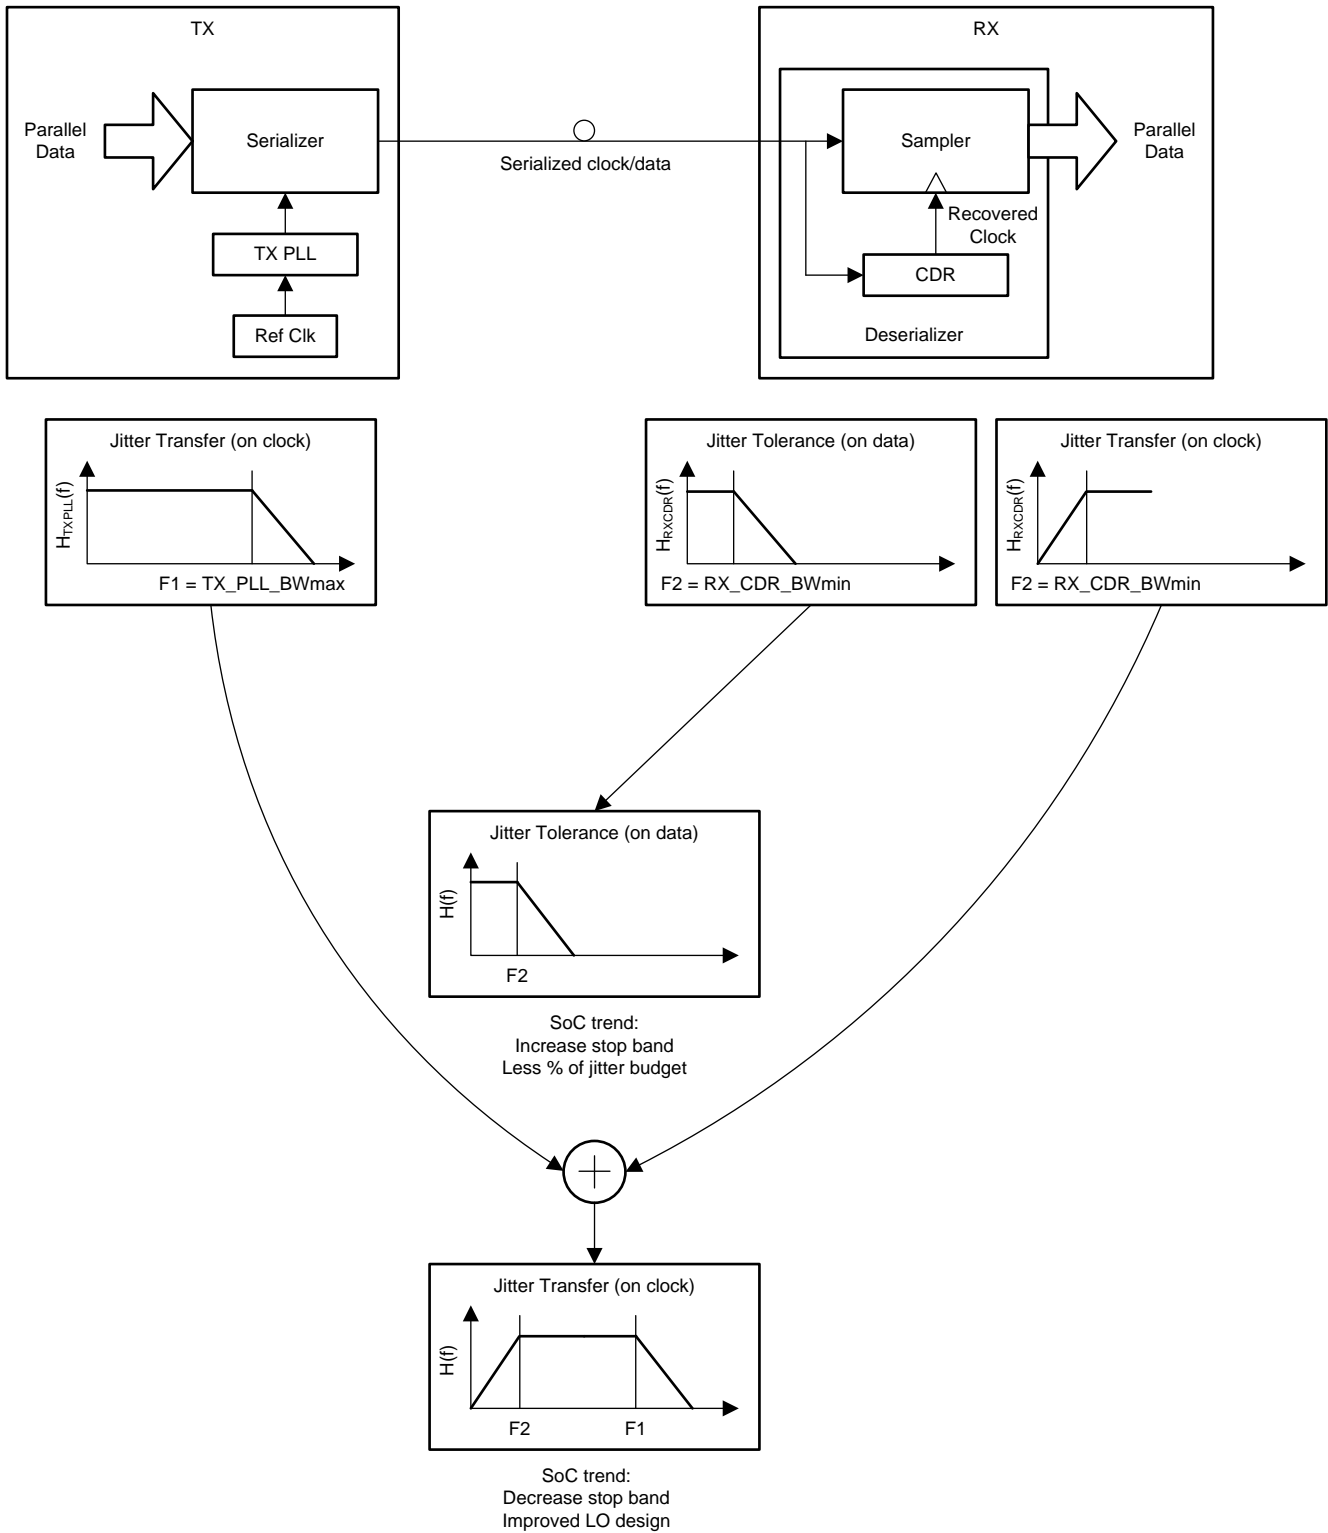 TX
Parallel
Data
Serializer
TX PLL
Ref Clk
Serialized clock/data
RX
Sampler
Recovered
Clock
CDR
Deserializer
Parallel
Data
Jitter Transfer (on clock)
HTXPLL(f)
F1 = TX_PLL_BWmax
Jitter Tolerance (on data)
HRXCDR(f)
F2 = RX_CDR_BWmin
Jitter Transfer (on clock)
HRXCDR(f)
F2 = RX_CDR_BWmin
Jitter Tolerance (on data)
H(f)
F2
SoC trend:
Increase stop band
Less % of jitter budget
Jitter Transfer (on clock)
H(f)
F2
F1
SoC trend:
Decrease stop band
Improved LO design